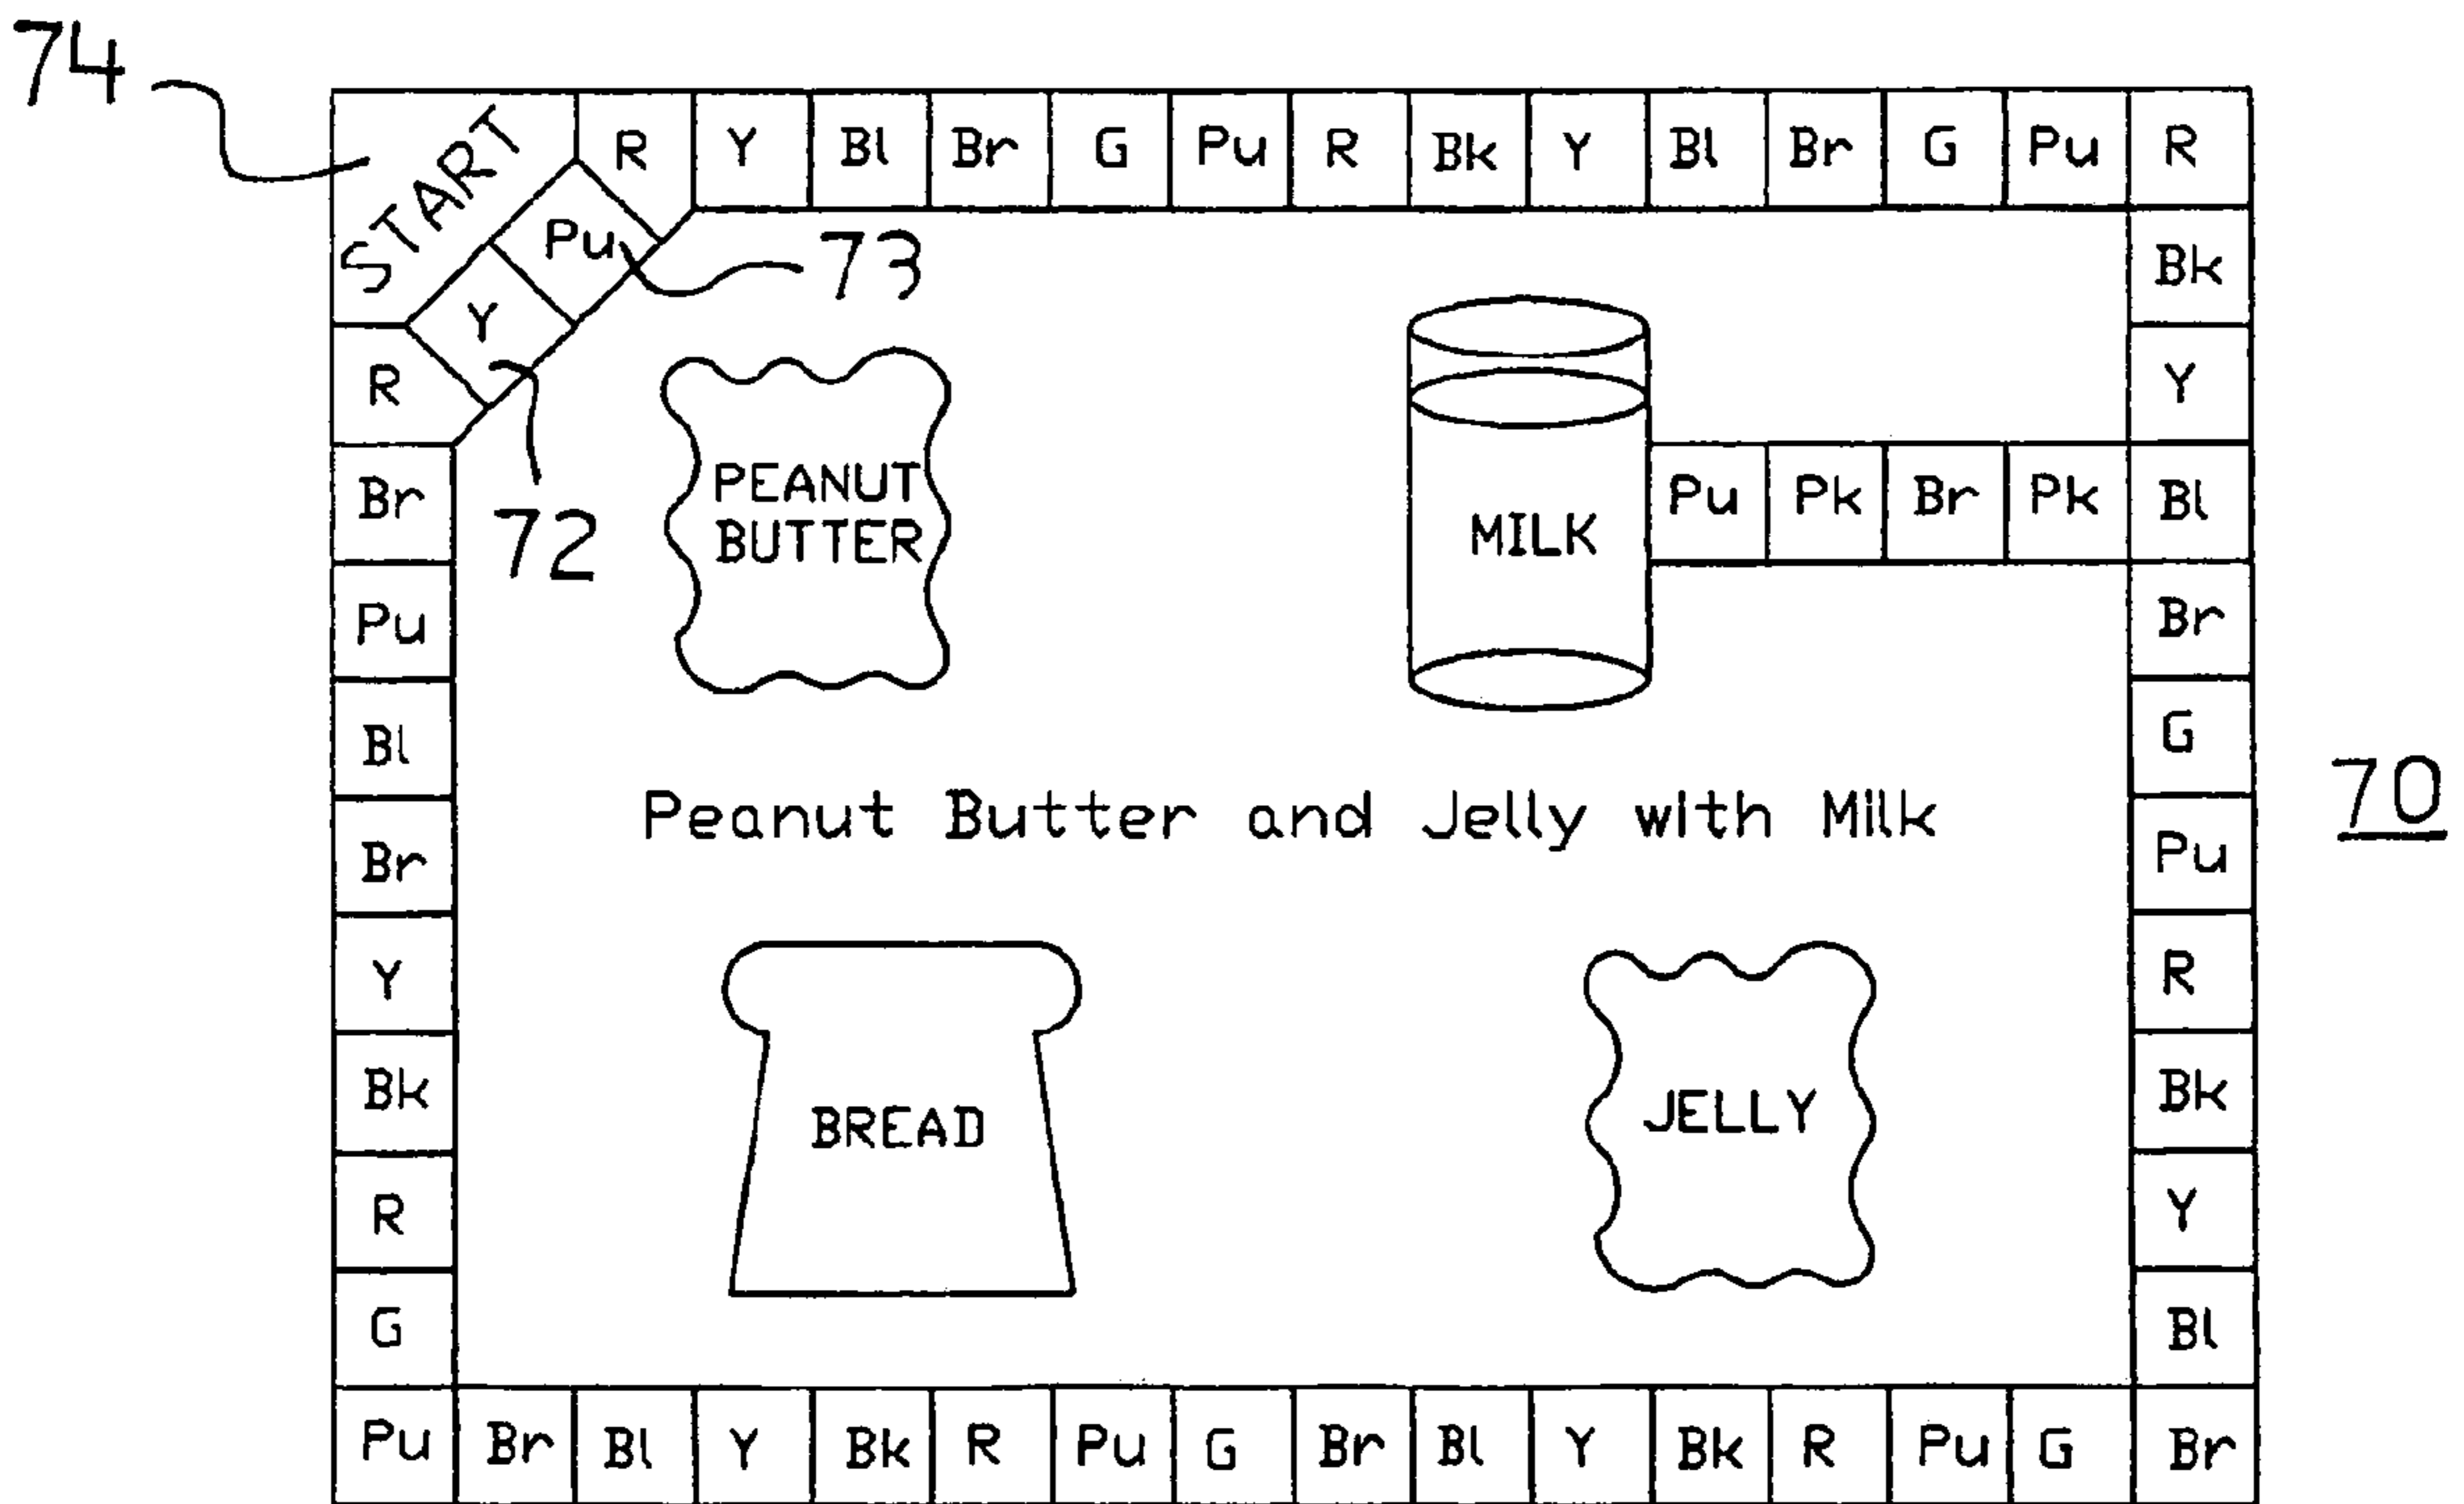 74
START R Y Bl Br G Pu R Bk Y Bl Br G Pu R
Pu 73 Bk
Y
R Y
72
Br PEANUT BUTTER MILK Pu Pk Br Pk Bl
Pu Br
Bl G
70
Peanut Butter and Jelly with Milk
Br Pu
Y R
Bk BREAD JELLY Bk
R Y
G Bl
Pu Br Bl Y Bk R Pu G Br Bl Y Bk R Pu G Br